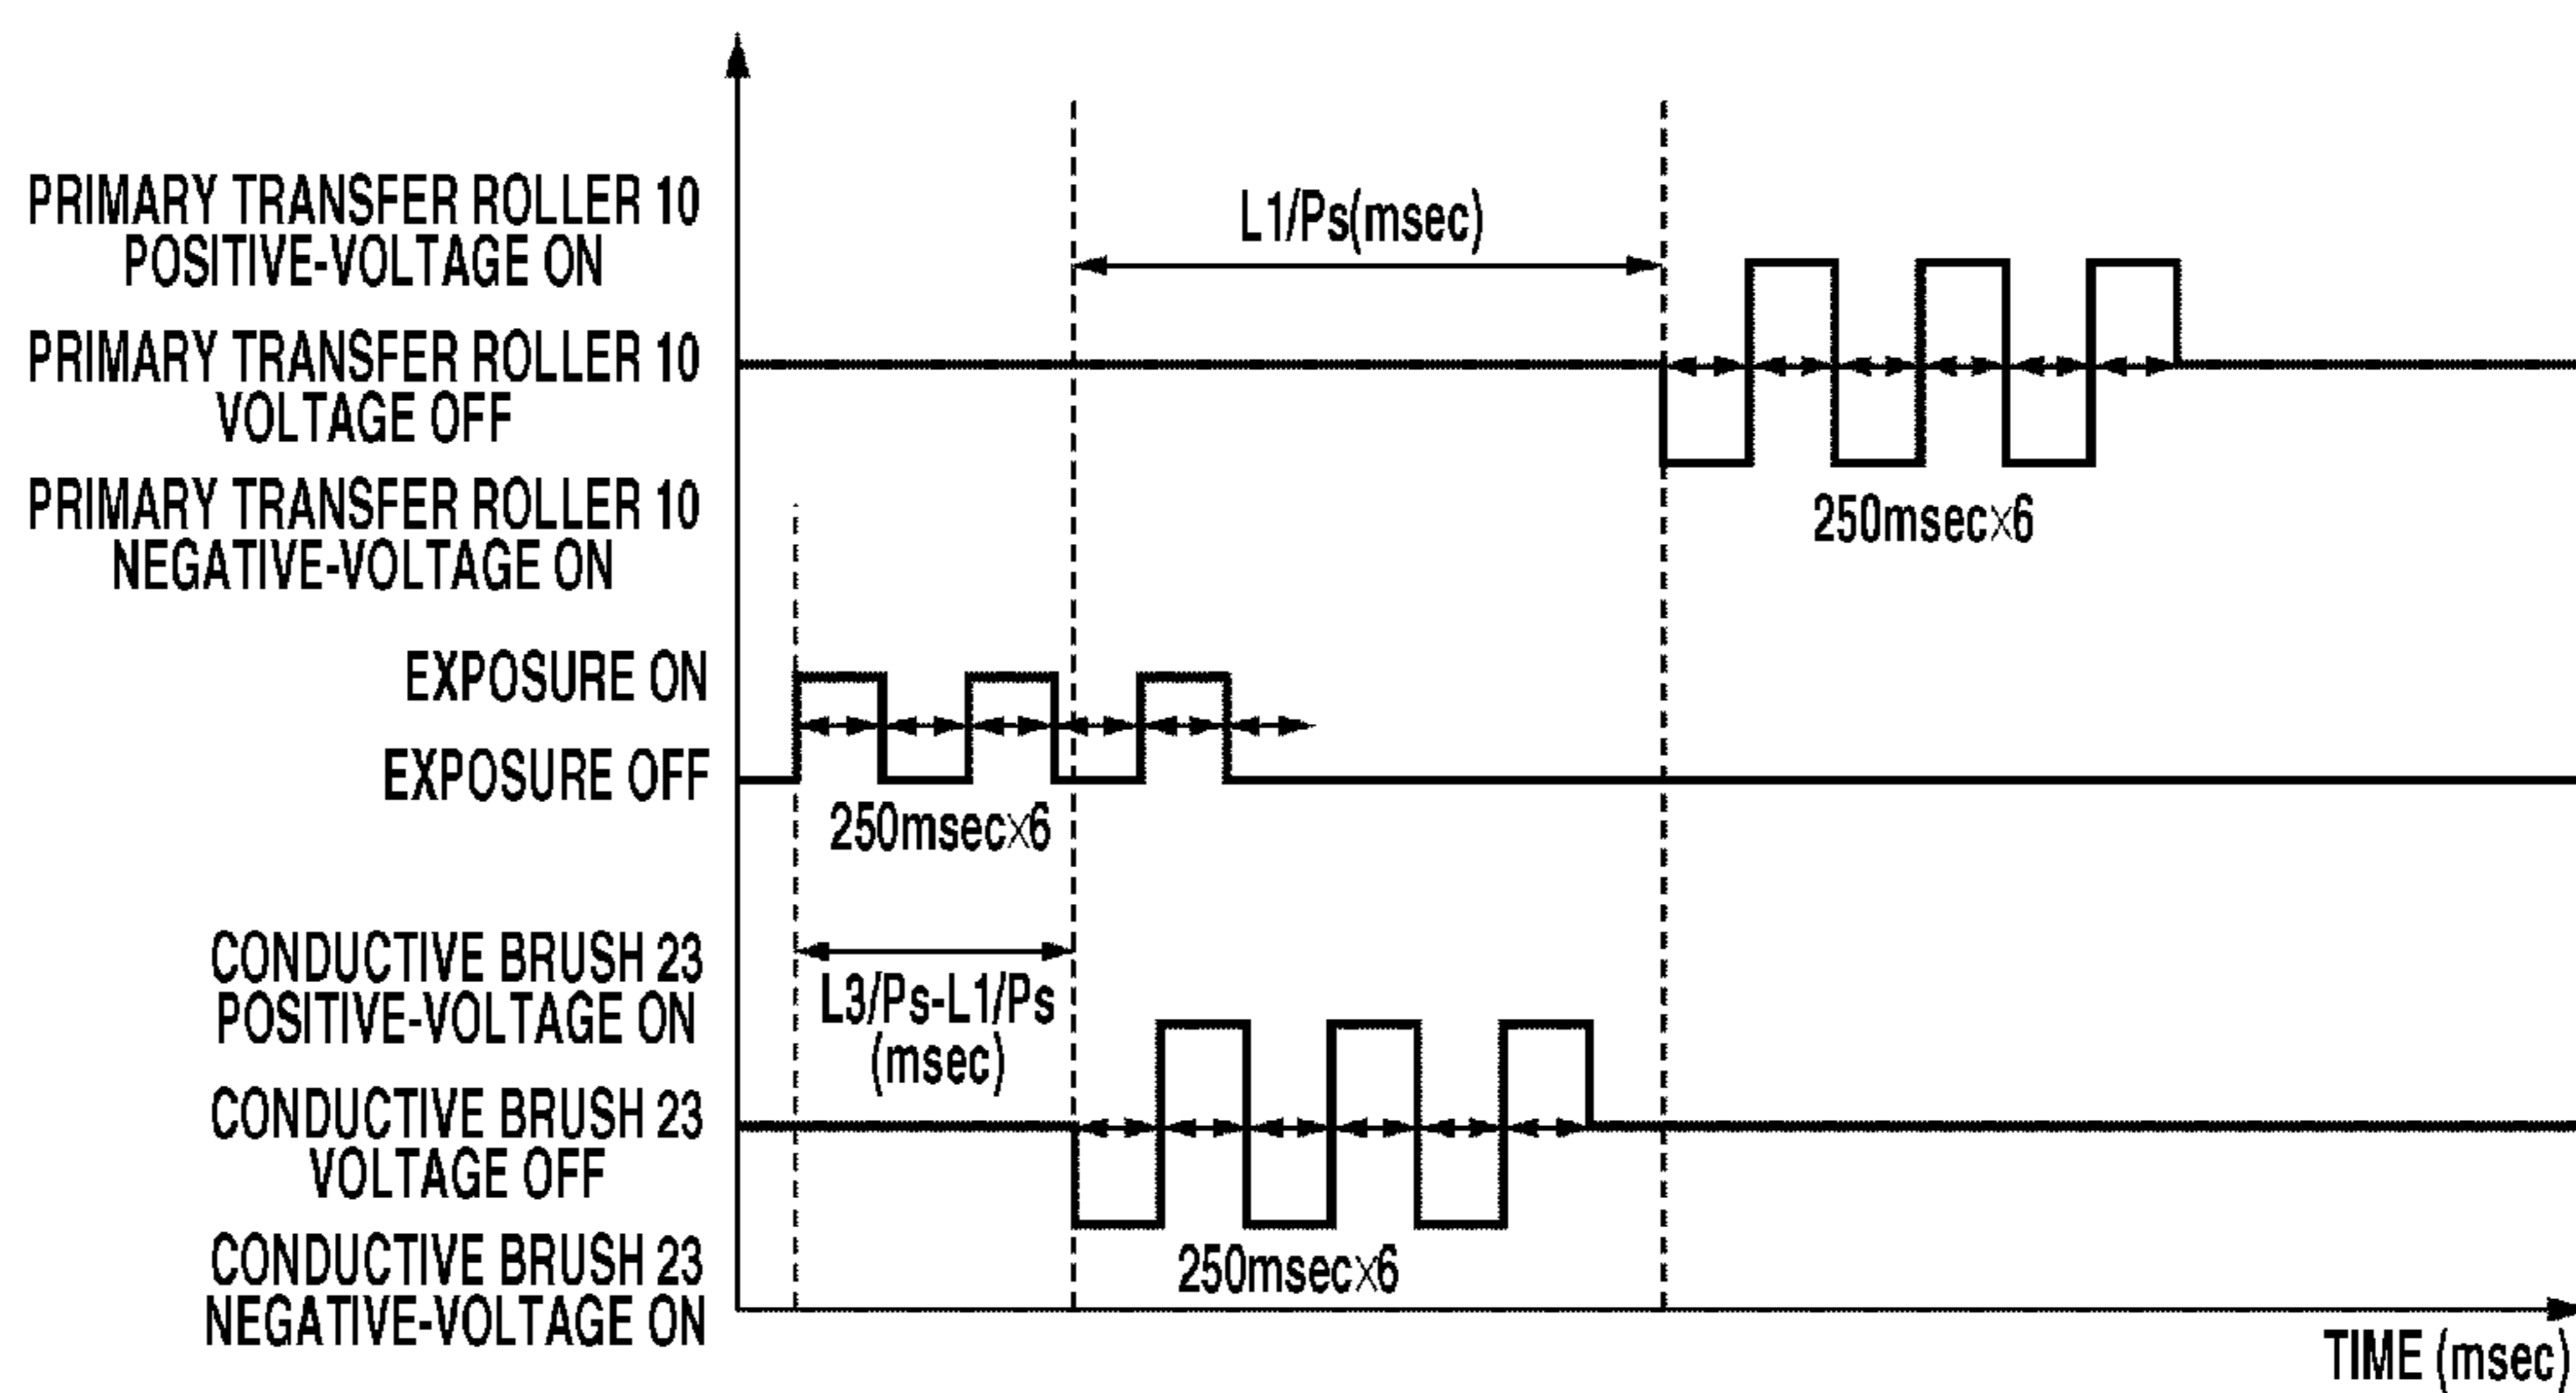 PRIMARY TRANSFER ROLLER 10
POSITIVE-VOLTAGE ON
L1/Ps(msec)
PRIMARY TRANSFER ROLLER 10
VOLTAGE OFF
PRIMARY TRANSFER ROLLER 10
NEGATIVE-VOLTAGE ON
250msec×6
EXPOSURE ON
EXPOSURE OFF
250msec×6
CONDUCTIVE BRUSH 23
POSITIVE-VOLTAGE ON
L3/Ps-L1/Ps
(msec)
CONDUCTIVE BRUSH 23
VOLTAGE OFF
CONDUCTIVE BRUSH 23
NEGATIVE-VOLTAGE ON
250msec×6
TIME (msec)